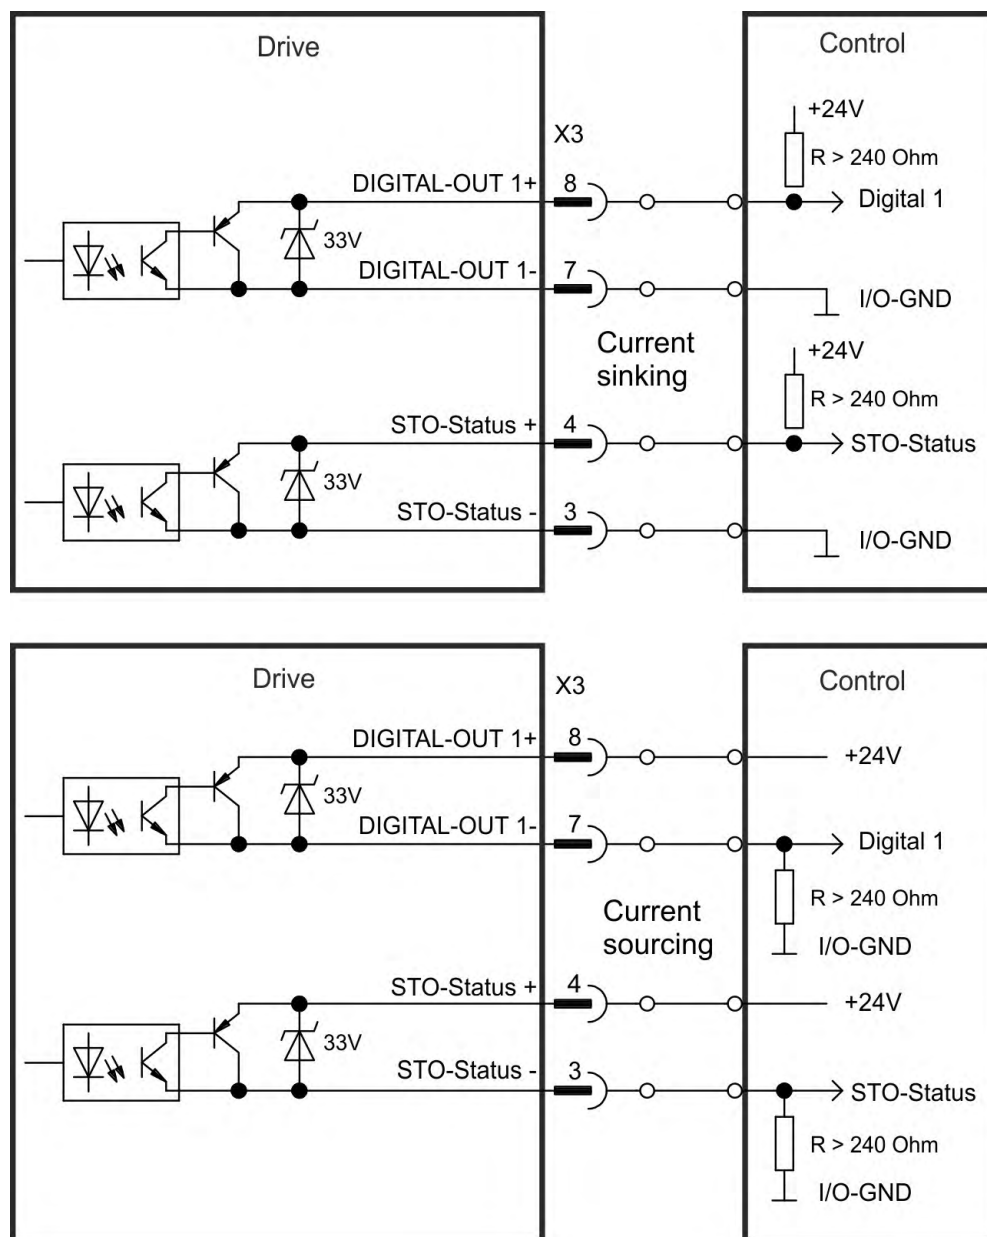 Drive
Control
+24V
X3
R > 240 Ohm
DIGITAL-OUT 1+
8
Digital 1
33V
DIGITAL-OUT 1-
7
I/O-GND
Current
sinking
+24V
R > 240 Ohm
STO-Status +
4
STO-Status
33V
STO-Status -
3
I/O-GND
Drive
Control
X3
DIGITAL-OUT 1+
8
+24V
33V
DIGITAL-OUT 1-
7
Digital 1
R > 240 Ohm
Current
sourcing
I/O-GND
STO-Status +
4
+24V
33V
STO-Status -
3
STO-Status
R > 240 Ohm
I/O-GND